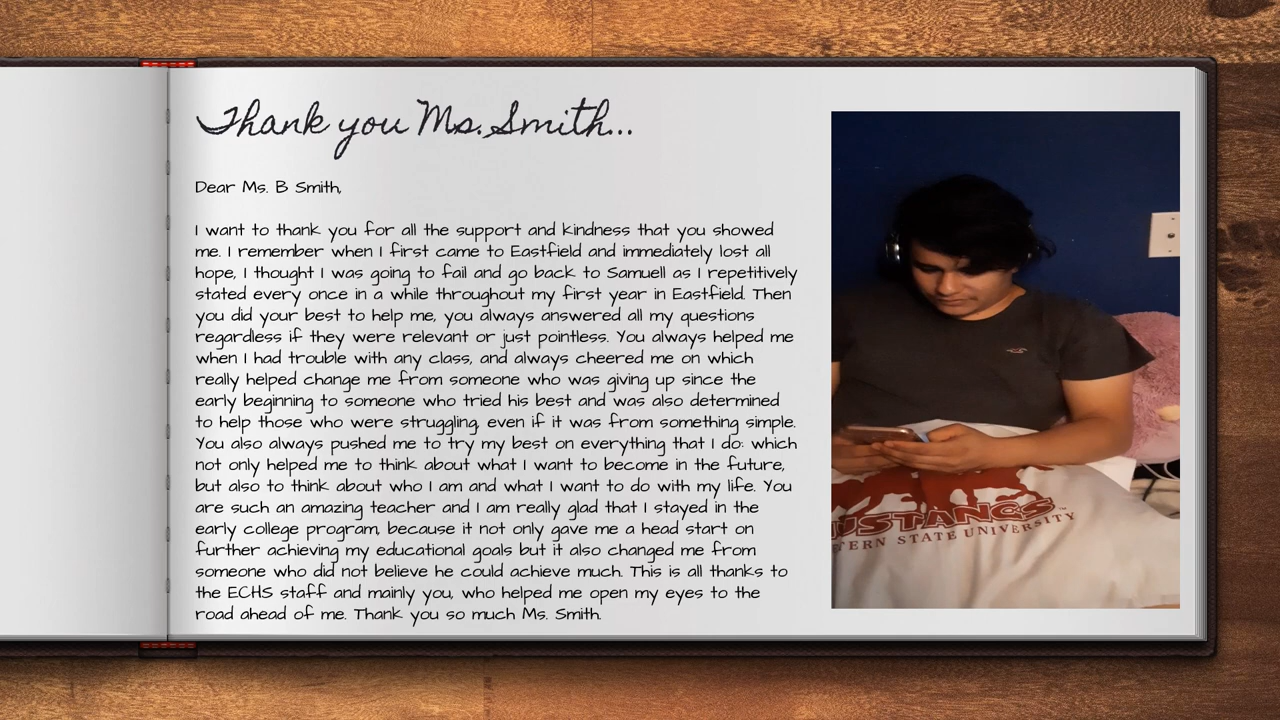 Thank you Ms. Smith...
Dear Ms. B Smith,
I want to thank you for all the support and kindness that you showed
me. I remember when I first came to Eastfield and immediately lost all
hope, I thought I was going to fail and go back to Samuell as I repetitively
stated every once in a while throughout my first year in Eastfield. Then
you did your best to help me, you always answered all my questions
regardless if they were relevant or just pointless. You always helped me
when I had trouble with any class, and always cheered me on which
really helped change me from someone who was giving up since the
early beginning to someone who tried his best and was also determined
to help those who were struggling, even if it was from something simple.
You also always pushed me to try my best on everything that I do: which
not only helped me to think about what I want to become in the future,
but also to think about who I am and what I want to do with my life. You
are such an amazing teacher and I am really glad that I stayed in the
early college program, because it not only gave me a head start on
further achieving my educational goals but it also changed me from
someone who did not believe he could achieve much. This is all thanks to
the ECHS staff and mainly you, who helped me open my eyes to the
road ahead of me. Thank you so much Ms. Smith.
USTANGS
TERN STATE UNIVERSITY